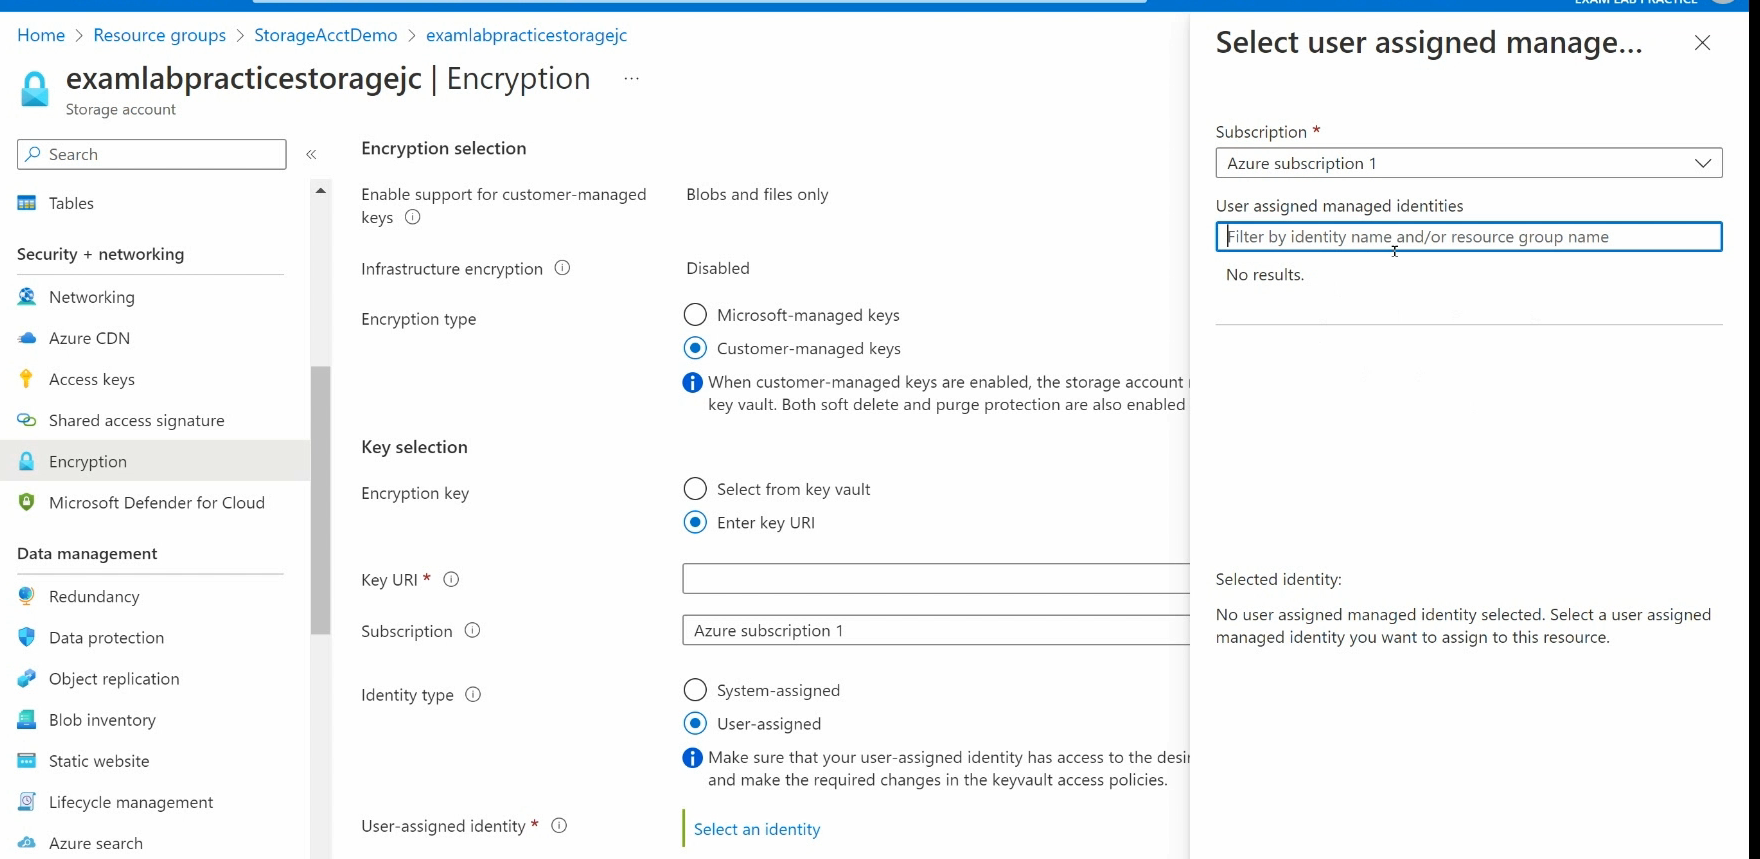 EXAM LAB PRACTICE
Home > Resource groups > StorageAcctDemo > examlabpracticestoragejc
examlabpracticestoragejc | Encryption ...
Storage account
Search
«
Tables
Security + networking
Networking
Azure CDN
Access keys
Shared access signature
Encryption
Microsoft Defender for Cloud
Data management
Redundancy
Data protection
Object replication
Blob inventory
Static website
Lifecycle management
Azure search
Encryption selection
Enable support for customer-managed
keys
Blobs and files only
Infrastructure encryption
Disabled
Encryption type
Microsoft-managed keys
Customer-managed keys
When customer-managed keys are enabled, the storage account
key vault. Both soft delete and purge protection are also enabled
Key selection
Encryption key
Select from key vault
Enter key URI
Key URI *
Subscription
Azure subscription 1
Identity type
System-assigned
User-assigned
Make sure that your user-assigned identity has access to the desi
and make the required changes in the keyvault access policies.
User-assigned identity *
Select an identity
Select user assigned manage...
Subscription *
Azure subscription 1
User assigned managed identities
Filter by identity name and/or resource group name
No results.
Selected identity:
No user assigned managed identity selected. Select a user assigned
managed identity you want to assign to this resource.